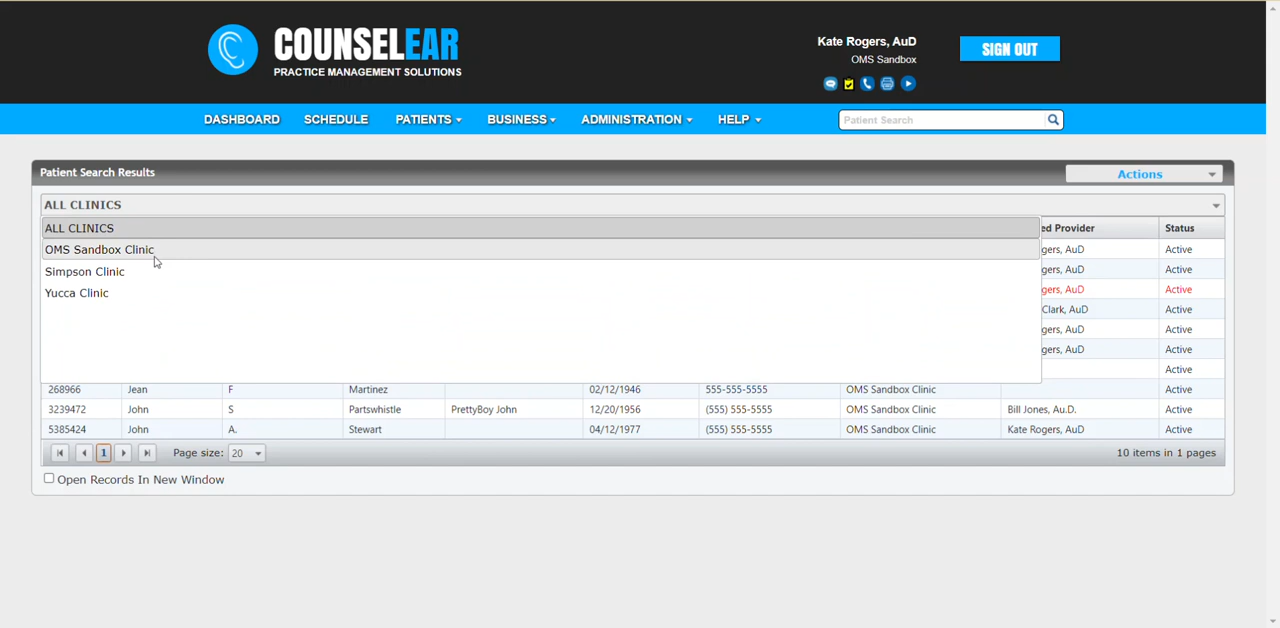 COUNSELEAR
PRACTICE MANAGEMENT SOLUTIONS
Kate Rogers, AuD
OMS Sandbox
SIGN OUT
DASHBOARD SCHEDULE PATIENTS BUSINESS ADMINISTRATION HELP Patient Search
Patient Search Results Actions
ALL CLINICS
ALL CLINICS ed Provider Status
OMS Sandbox Clinic gers, AuD Active
Active
Simpson Clinic gers, AuD Active
Yucca Clinic Clark, AuD Active
gers, AuD Active
gers, AuD Active
Active
268966 Jean F Martinez 02/12/1946 555-555-5555 OMS Sandbox Clinic Active
3239472 John S Partswhistle PrettyBoy John 12/20/1956 (555) 555-5555 OMS Sandbox Clinic Bill Jones, Au.D. Active
5385424 John A. Stewart 04/12/1977 (555) 555-5555 OMS Sandbox Clinic Kate Rogers, AuD Active
1 Page size: 20 10 items in 1 pages
Open Records In New Window